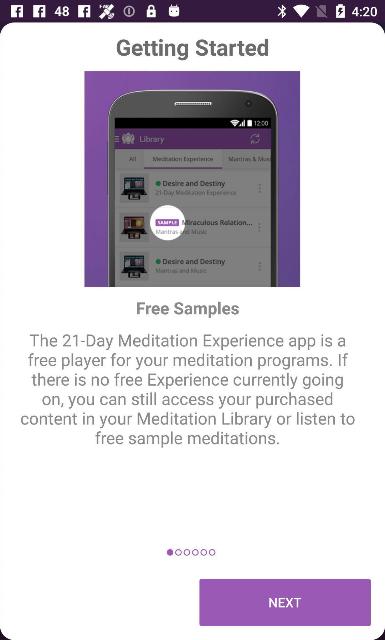 48 4:20
Getting Started
12:00
Library
All Meditation Experience Mantras & Mus
Desire and Destiny
21-Day Meditation Experience
SAMPLE Miraculous Relation...
Mantras and Music
Desire and Destiny
Mantras and Music
Free Samples
The 21-Day Meditation Experience app is a
free player for your meditation programs. If
there is no free Experience currently going
on, you can still access your purchased
content in your Meditation Library or listen to
free sample meditations.
NEXT